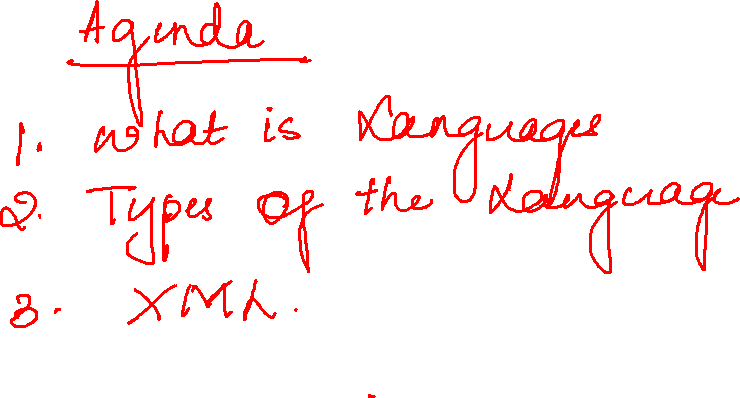 Agenda
1. What is Languages
2. Types of the Language
3. XML.